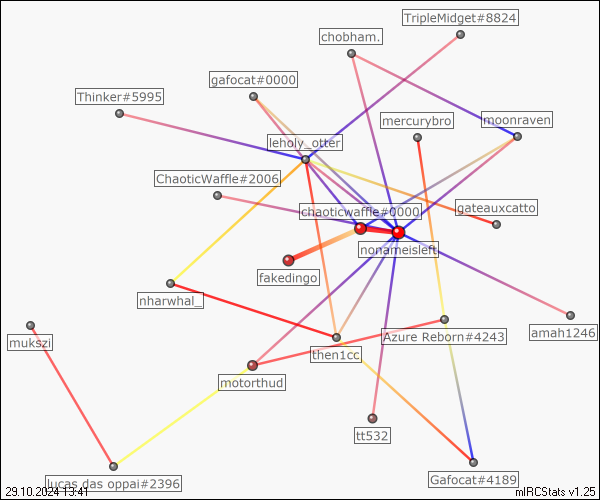 TripleMidget#8824
chobham.
gafocat#0000
Thinker#5995
mercurybro
moonraven
leholy_otter
ChaoticWaffle#2006
chaoticwaffle#0000
gateauxcatto
nonameisleft
fakedingo
nharwhal_
amah1246
Azure Reborn#4243
mukszi
then1cc
motorthud
tt532
Gafocat#4189
lucas das oppai#2396
29.10.2024 13:41
mIRCStats v1.25